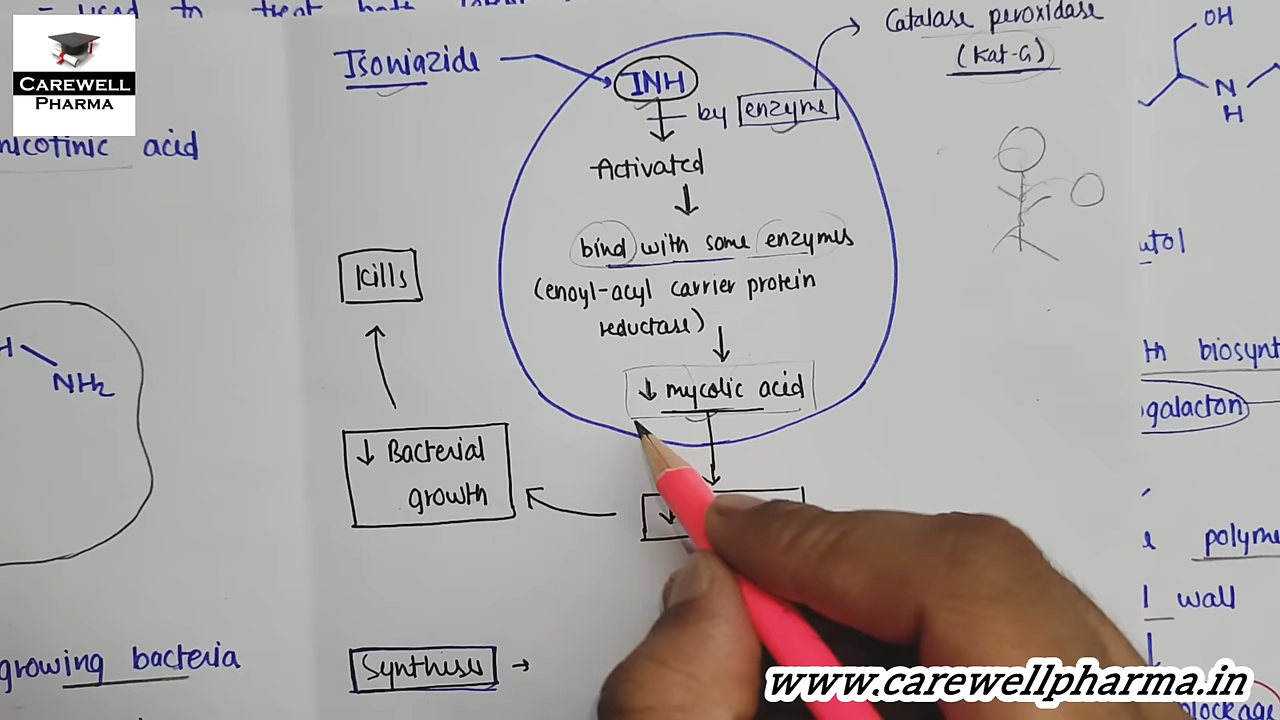 CAREWELL
PHARMA
nicotinic acid
NH2
growing bacteria
Isoniazide
INH
by enzyme
Catalase peroxidase
(Kat-G)
Activated
bind with some enzymes
(enoyl-acyl carrier protein
reductase)
↓ mycolic acid
↓
↓ Bacterial
growth
Kills
Synthesis →
OH
N
H
utol
th biosynt
galacton
polyme
l wall
blockage
www.carewellpharma.in